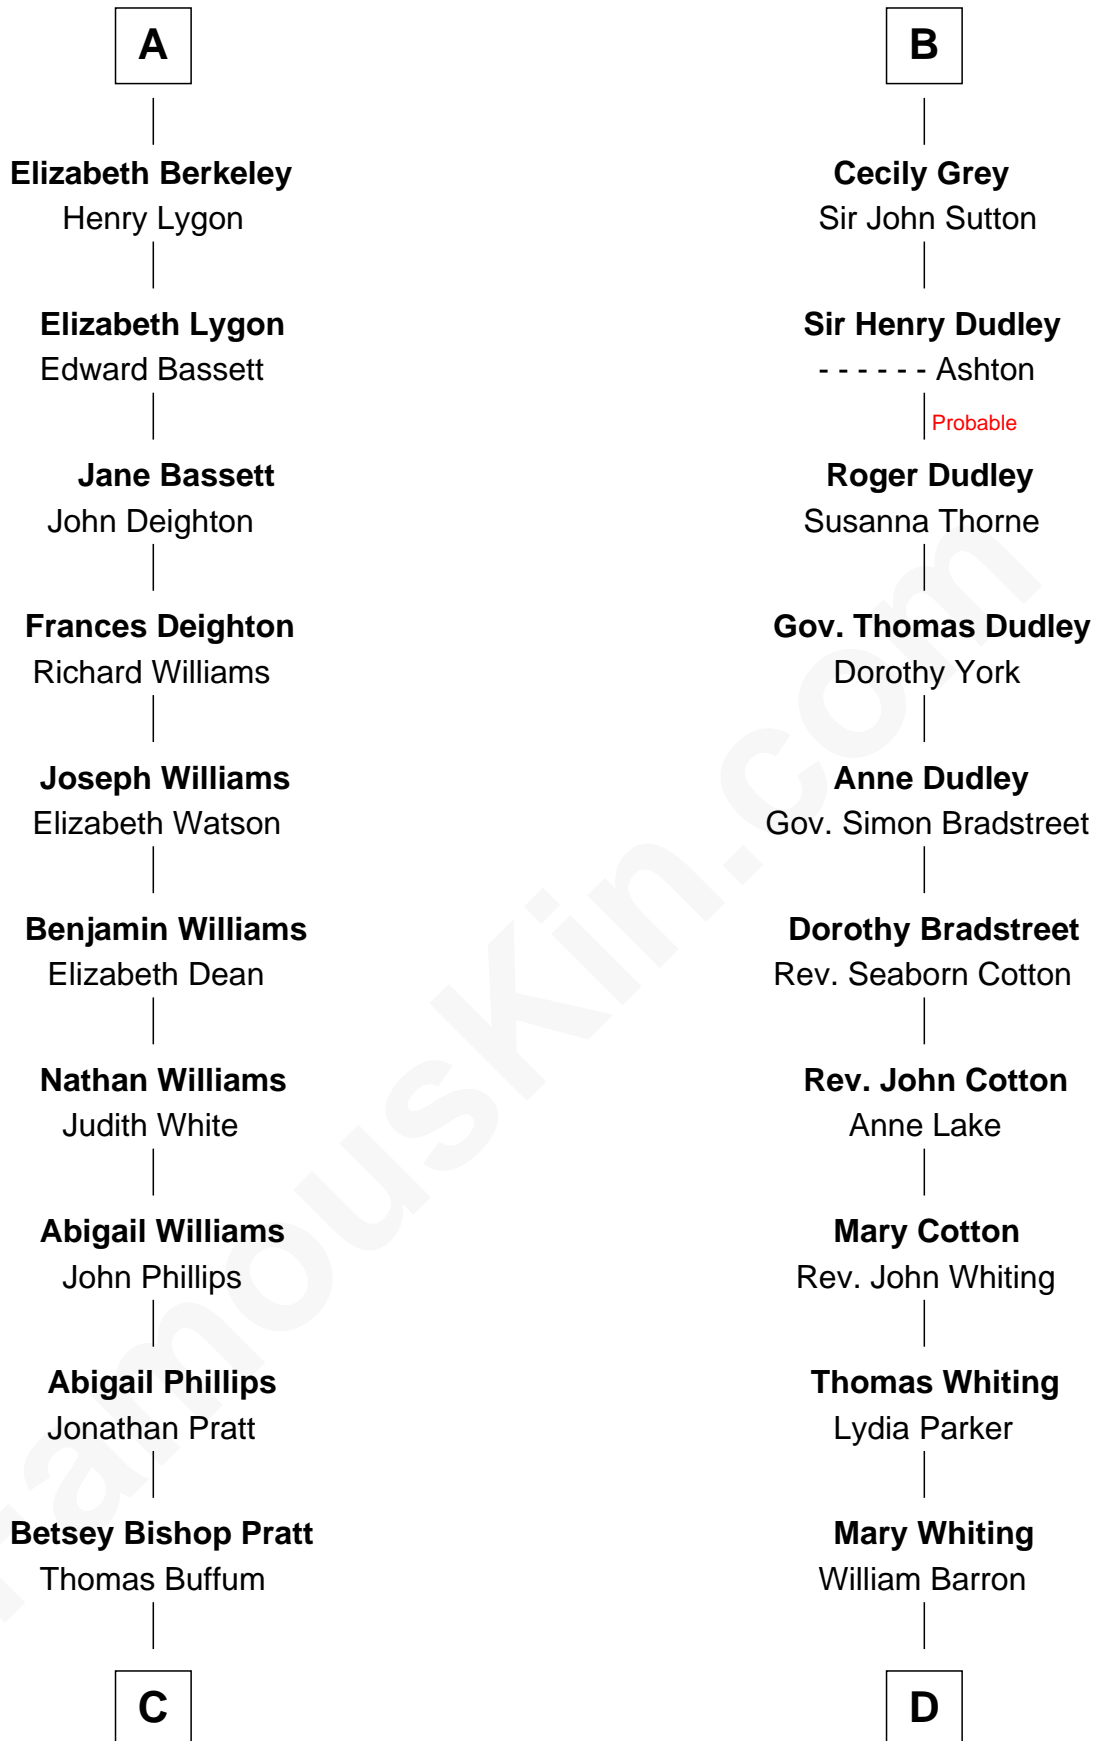 A
Elizabeth Berkeley
Henry Lygon
Elizabeth Lygon
Edward Bassett
Jane Bassett
John Deighton
Frances Deighton
Richard Williams
Joseph Williams
Elizabeth Watson
Benjamin Williams
Elizabeth Dean
Nathan Williams
Judith White
Abigail Williams
John Phillips
Abigail Phillips
Jonathan Pratt
Betsey Bishop Pratt
Thomas Buffum
C
B
Cecily Grey
Sir John Sutton
Sir Henry Dudley
- - - - - - Ashton
Probable
Roger Dudley
Susanna Thorne
Gov. Thomas Dudley
Dorothy York
Anne Dudley
Gov. Simon Bradstreet
Dorothy Bradstreet
Rev. Seaborn Cotton
Rev. John Cotton
Anne Lake
Mary Cotton
Rev. John Whiting
Thomas Whiting
Lydia Parker
Mary Whiting
William Barron
D
FamousKin.com